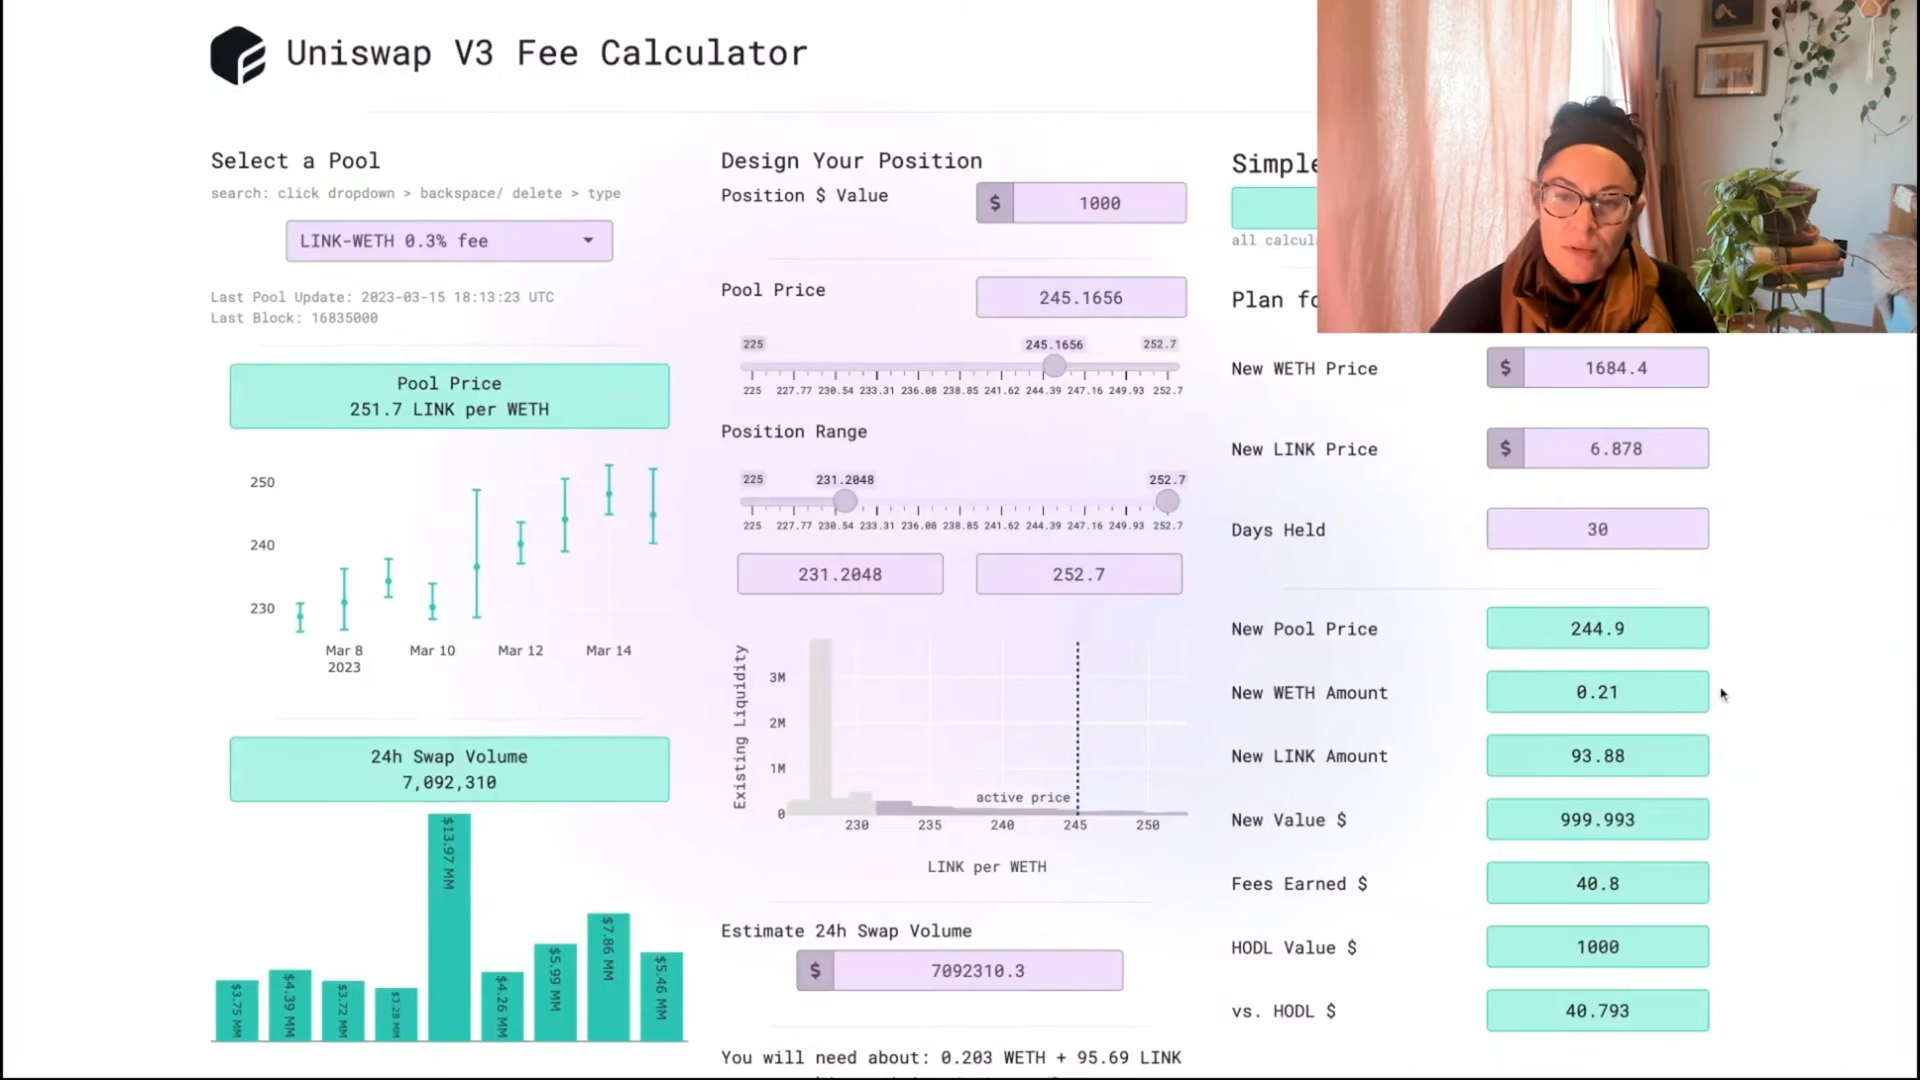 Uniswap V3 Fee Calculator
Select a Pool
search: click dropdown > backspace/ delete > type
LINK-WETH 0.3% fee
Last Pool Update: 2023-03-15 18:13:23 UTC
Last Block: 16835000
Pool Price
251.7 LINK per WETH
250
240
230
Mar 8
2023
Mar 10
Mar 12
Mar 14
24h Swap Volume
7,092,310
$3.75 MM
$4.39 MM
$3.72 MM
$3.28 MM
$13.97 MM
$4.26 MM
$5.99 MM
$7.86 MM
$5.46 MM
Design Your Position
Position $ Value
$ 1000
Pool Price
245.1656
225 245.1656 252.7
225 227.77 230.54 233.31 236.08 238.85 241.62 244.39 247.16 249.93 252.7
Position Range
225 231.2048 252.7
225 227.77 230.54 233.31 236.08 238.85 241.62 244.39 247.16 249.93 252.7
231.2048 252.7
Existing Liquidity
3M
2M
1M
0
active price
230 235 240 245 250
LINK per WETH
Estimate 24h Swap Volume
$ 7092310.3
You will need about: 0.203 WETH + 95.69 LINK
Simple
all calcul
Plan fo
New WETH Price $ 1684.4
New LINK Price $ 6.878
Days Held 30
New Pool Price 244.9
New WETH Amount 0.21
New LINK Amount 93.88
New Value $ 999.993
Fees Earned $ 40.8
HODL Value $ 1000
vs. HODL $ 40.793